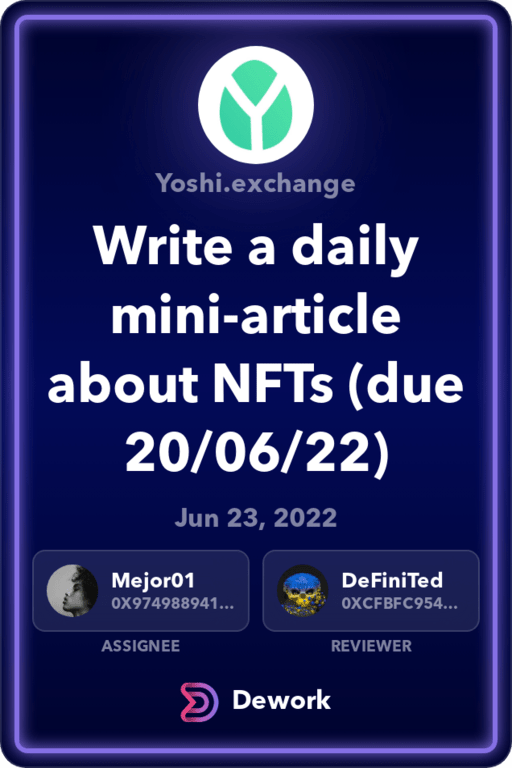 Yoshi.exchange
Write a daily
mini-article
about NFTs (due
20/06/22)
Jun 23, 2022
Mejor01
0X974988941...
DeFiniTed
0XCFBFC954...
ASSIGNEE
REVIEWER
Dework